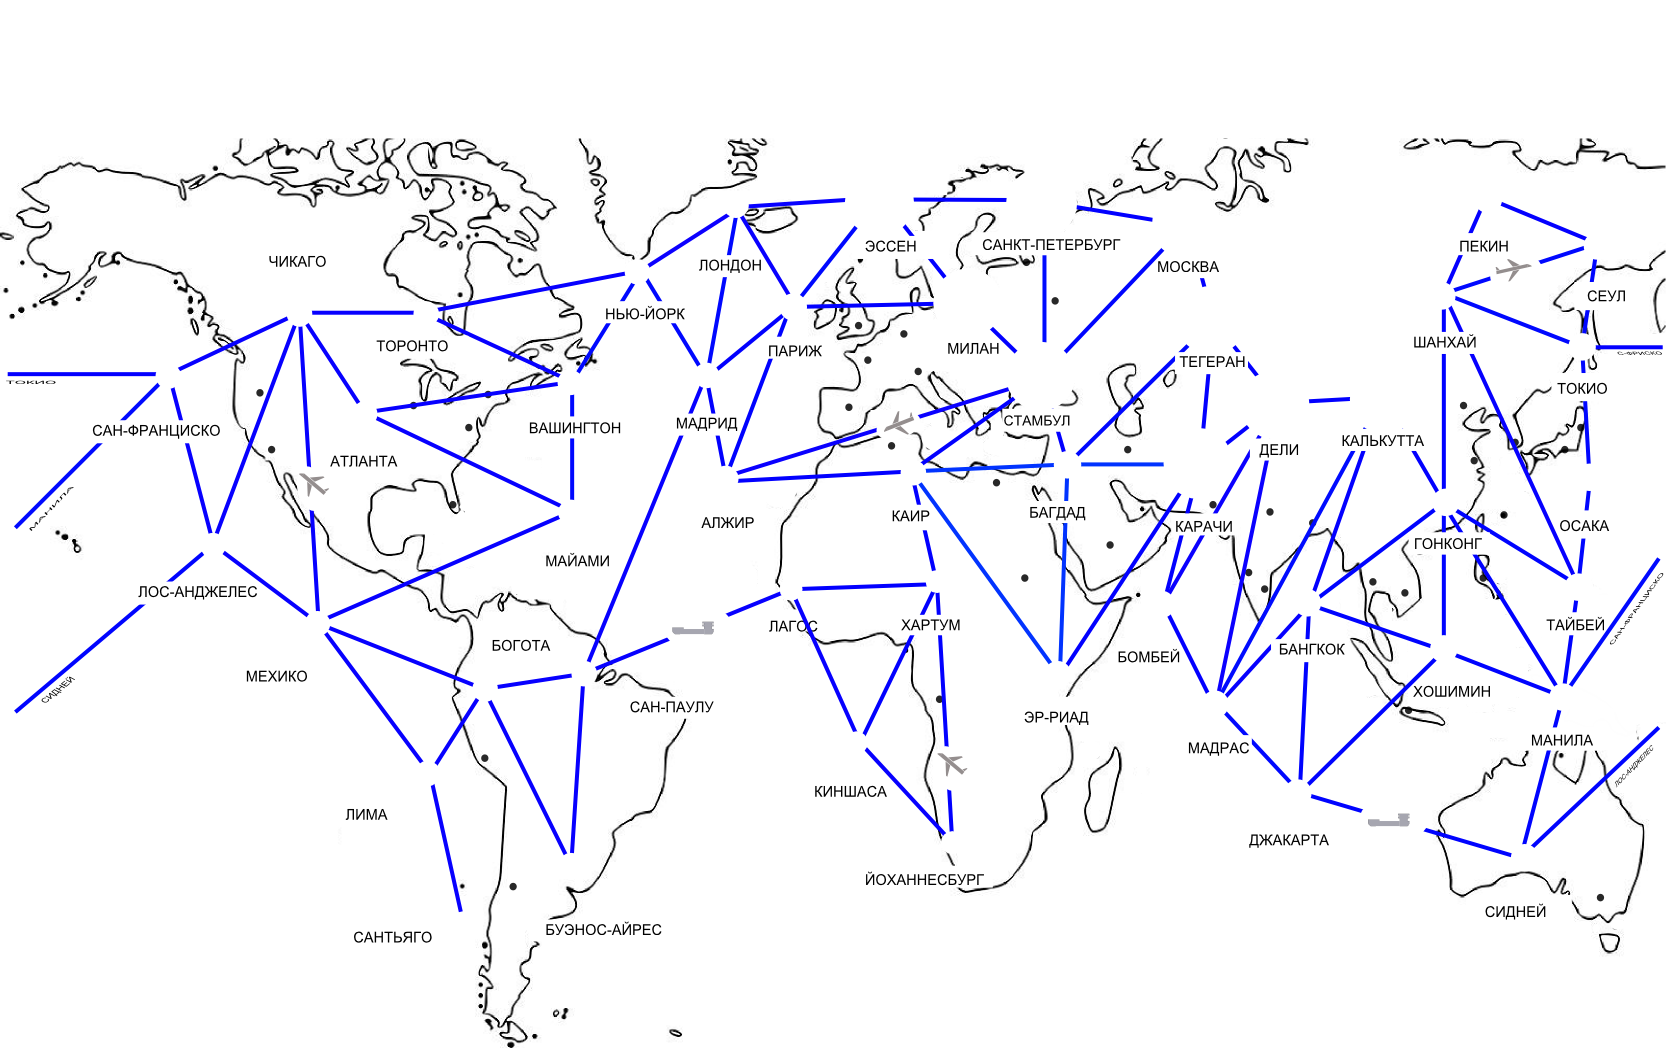 ЭССЕН
САНКТ-ПЕТЕРБУРГ
ПЕКИН
ЧИКАГО
ЛОНДОН
МОСКВА
СЕУЛ
НЬЮ-ЙОРК
ТОРОНТО
ПАРИЖ
МИЛАН
ТЕГЕРАН
ШАНХАЙ
С-ФРИСКО
ТОКИО
ТОКИО
САН-ФРАНЦИСКО
ВАШИНГТОН
МАДРИД
СТАМБУЛ
ДЕЛИ
КАЛЬКУТТА
АТЛАНТА
МАНИЛА
АЛЖИР
КАИР
БАГДАД
КАРАЧИ
ГОНКОНГ
ОСАКА
МАЙАМИ
ЛОС-АНДЖЕЛЕС
САН-ФРАНЦИСКО
БОГОТА
ЛАГОС
ХАРТУМ
БОМБЕЙ
БАНГКОК
ТАЙБЕЙ
МЕХИКО
СИДНЕЙ
САН-ПАУЛУ
ЭР-РИАД
ХОШИМИН
МАДРАС
МАНИЛА
ЛОС-АНДЖЕЛЕС
КИНШАСА
ЛИМА
ДЖАКАРТА
ЙОХАННЕСБУРГ
СИДНЕЙ
САНТЬЯГО
БУЭНОС-АЙРЕС